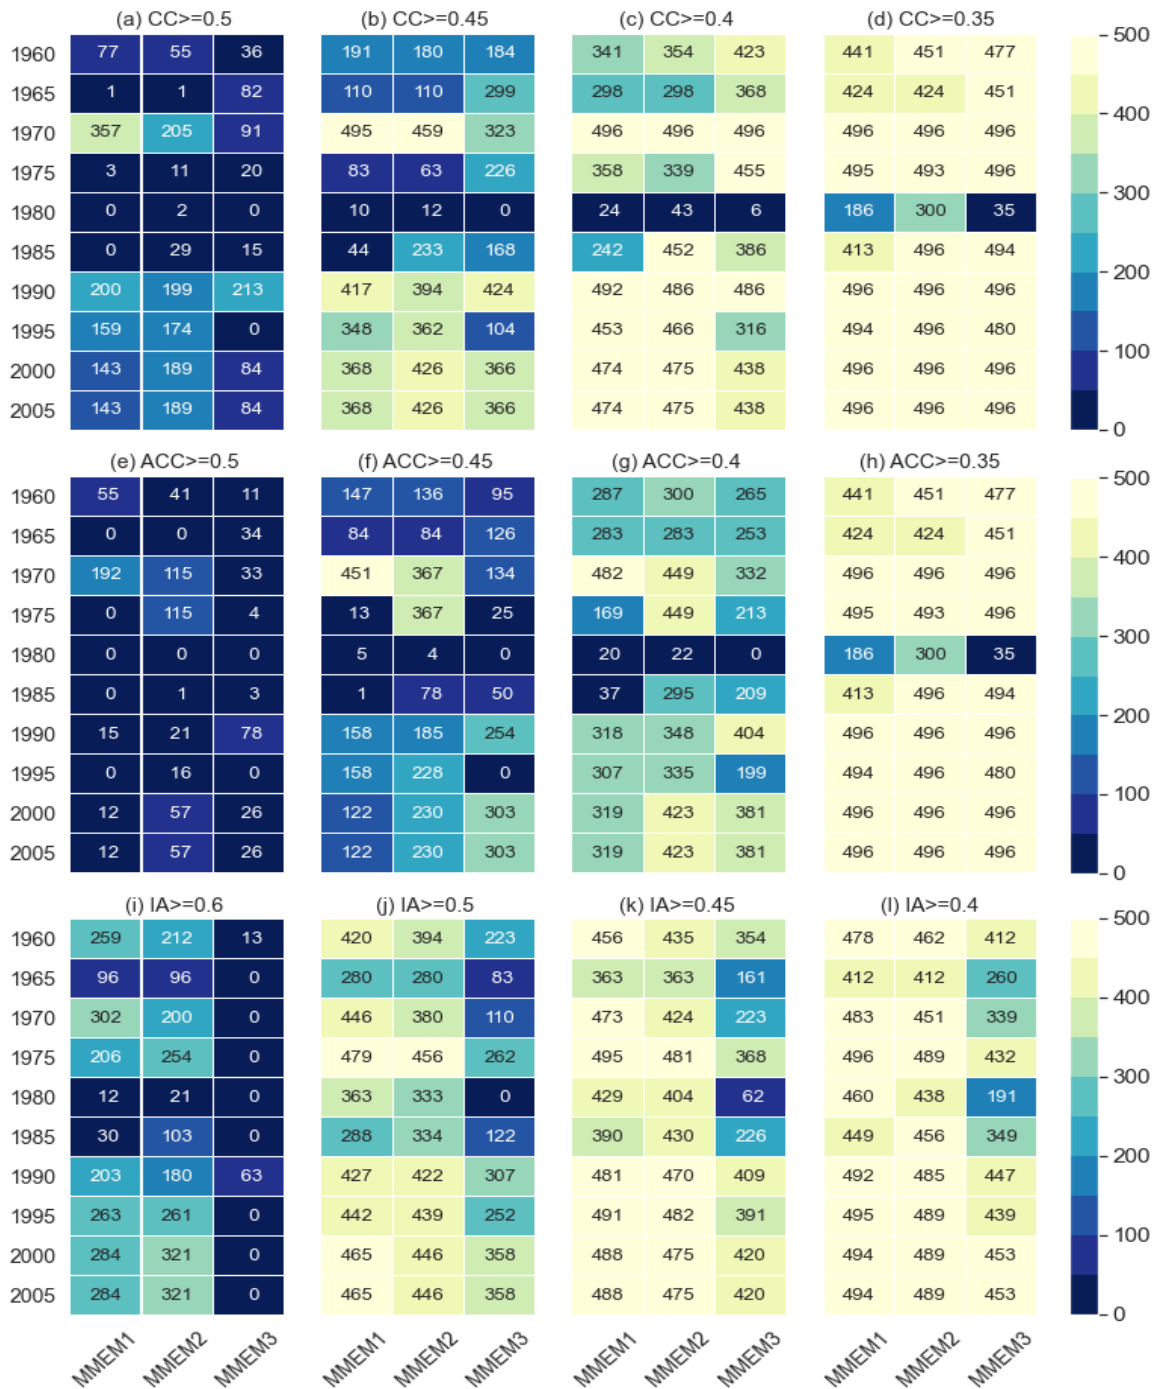 (a) CC>=0.5 (b) CC>=0.45 (c) CC>=0.4 (d) CC>=0.35
1960 77 55 36 191 180 184 341 354 423 441 451 477 500
1965 1 1 82 110 110 299 298 298 368 424 424 451
1970 357 205 91 495 459 323 496 496 496 496 496 496 400
1975 3 11 20 83 63 226 358 339 455 495 493 496
1980 0 2 0 10 12 0 24 43 6 186 300 35 300
1985 0 29 15 44 233 168 242 452 386 413 496 494
1990 200 199 213 417 394 424 492 486 486 496 496 496 200
1995 159 174 0 348 362 104 453 466 316 494 496 480
2000 143 189 84 368 426 366 474 475 438 496 496 496 100
2005 143 189 84 368 426 366 474 475 438 496 496 496
0
(e) ACC>=0.5 (f) ACC>=0.45 (g) ACC>=0.4 (h) ACC>=0.35
1960 55 41 11 147 136 95 287 300 265 441 451 477 500
1965 0 0 34 84 84 126 283 283 253 424 424 451
1970 192 115 33 451 367 134 482 449 332 496 496 496 400
1975 0 115 4 13 367 25 169 449 213 495 493 496
1980 0 0 0 5 4 0 20 22 0 186 300 35 300
1985 0 1 3 1 78 50 37 295 209 413 496 494
1990 15 21 78 158 185 254 318 348 404 496 496 496 200
1995 0 16 0 158 228 0 307 335 199 494 496 480
2000 12 57 26 122 230 303 319 423 381 496 496 496 100
2005 12 57 26 122 230 303 319 423 381 496 496 496
0
(i) IA>=0.6 (j) IA>=0.5 (k) IA>=0.45 (l) IA>=0.4
1960 259 212 13 420 394 223 456 435 354 478 462 412 500
1965 96 96 0 280 280 83 363 363 161 412 412 260
1970 302 200 0 446 380 110 473 424 223 483 451 339 400
1975 206 254 0 479 456 262 495 481 368 496 489 432
1980 12 21 0 363 333 0 429 404 62 460 438 191 300
1985 30 103 0 288 334 122 390 430 226 449 456 349
1990 203 180 63 427 422 307 481 470 409 492 485 447 200
1995 263 261 0 442 439 252 491 482 391 495 489 439
2000 284 321 0 465 446 358 488 475 420 494 489 453 100
2005 284 321 0 465 446 358 488 475 420 494 489 453
0
MMEM1 MMEM2 MMEM3 MMEM1 MMEM2 MMEM3 MMEM1 MMEM2 MMEM3 MMEM1 MMEM2 MMEM3